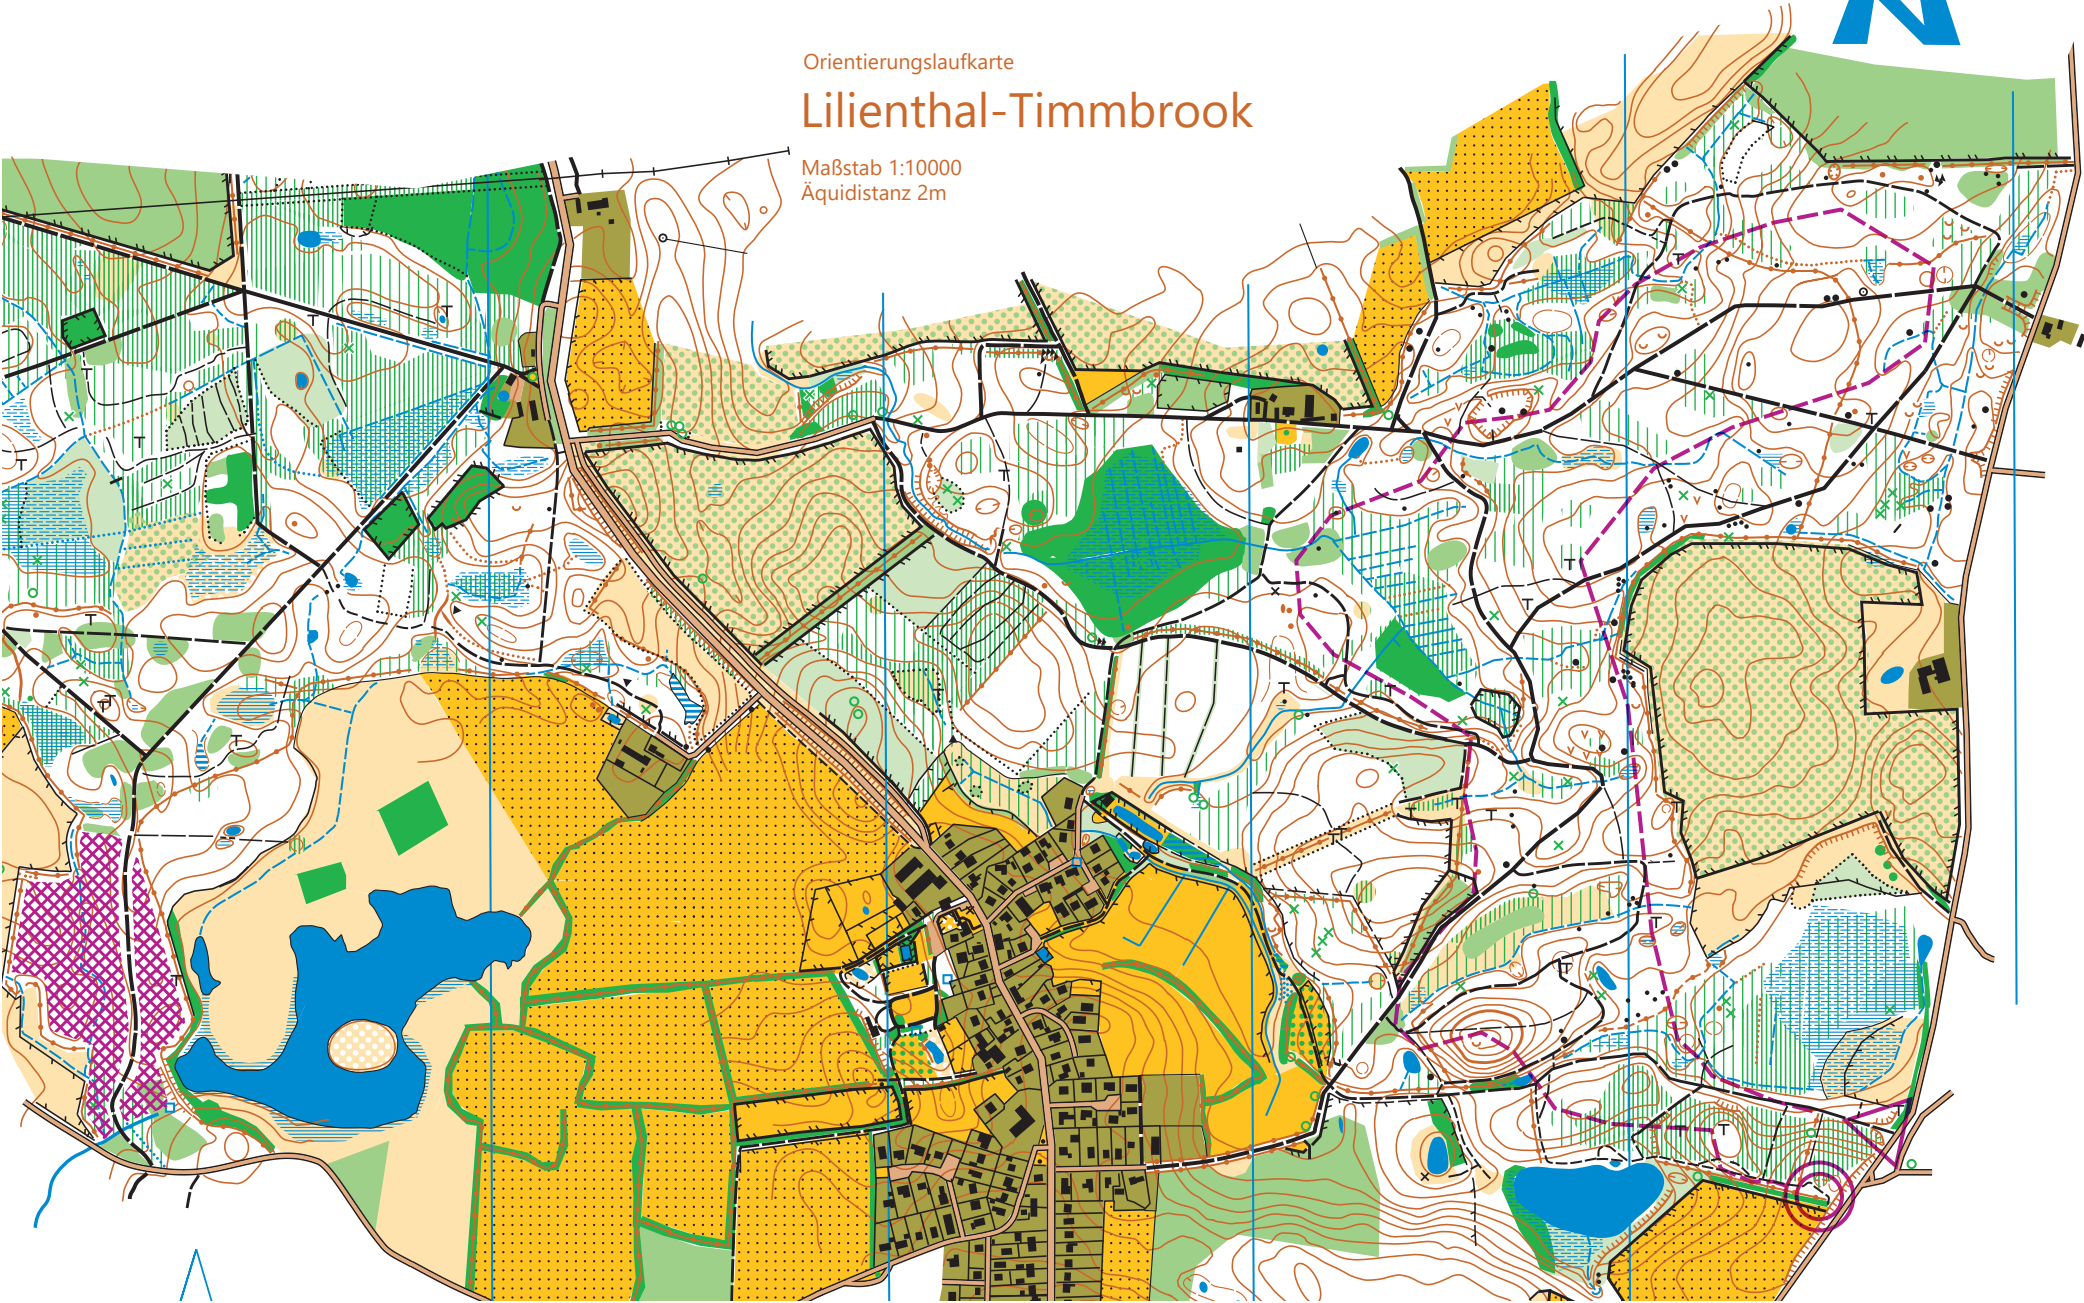 Orientierungslaufkarte
Lilienthal-Timmbrook
Maßstab 1:10000
Äquidistanz 2m